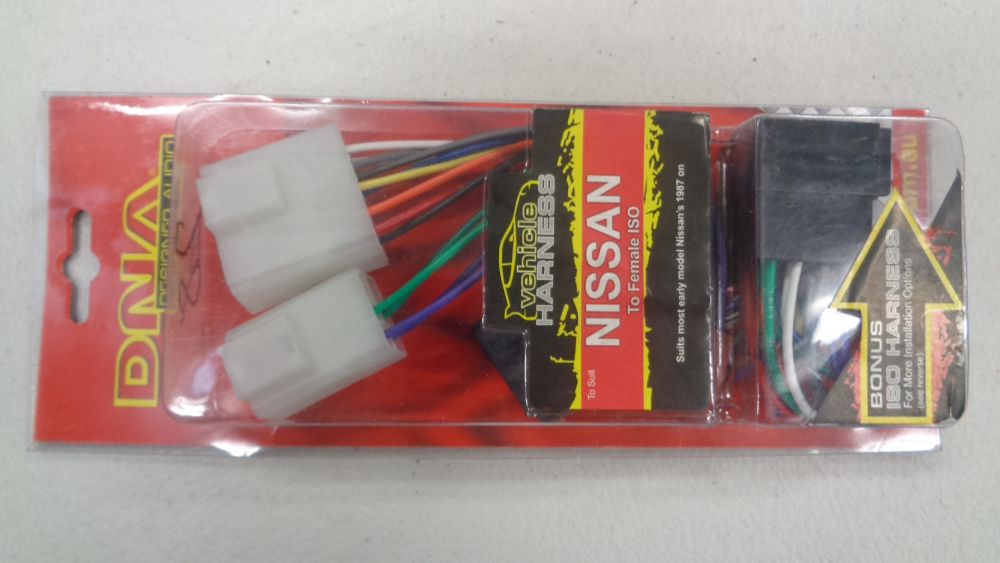 DNA
DESIGNER AUDIO
vehicle
HARNESS
To Suit
NISSAN
To Female ISO
Suits most early model Nissan's 1987 on
BONUS
ISO HARNESS
For More Installation Options
(see reverse)